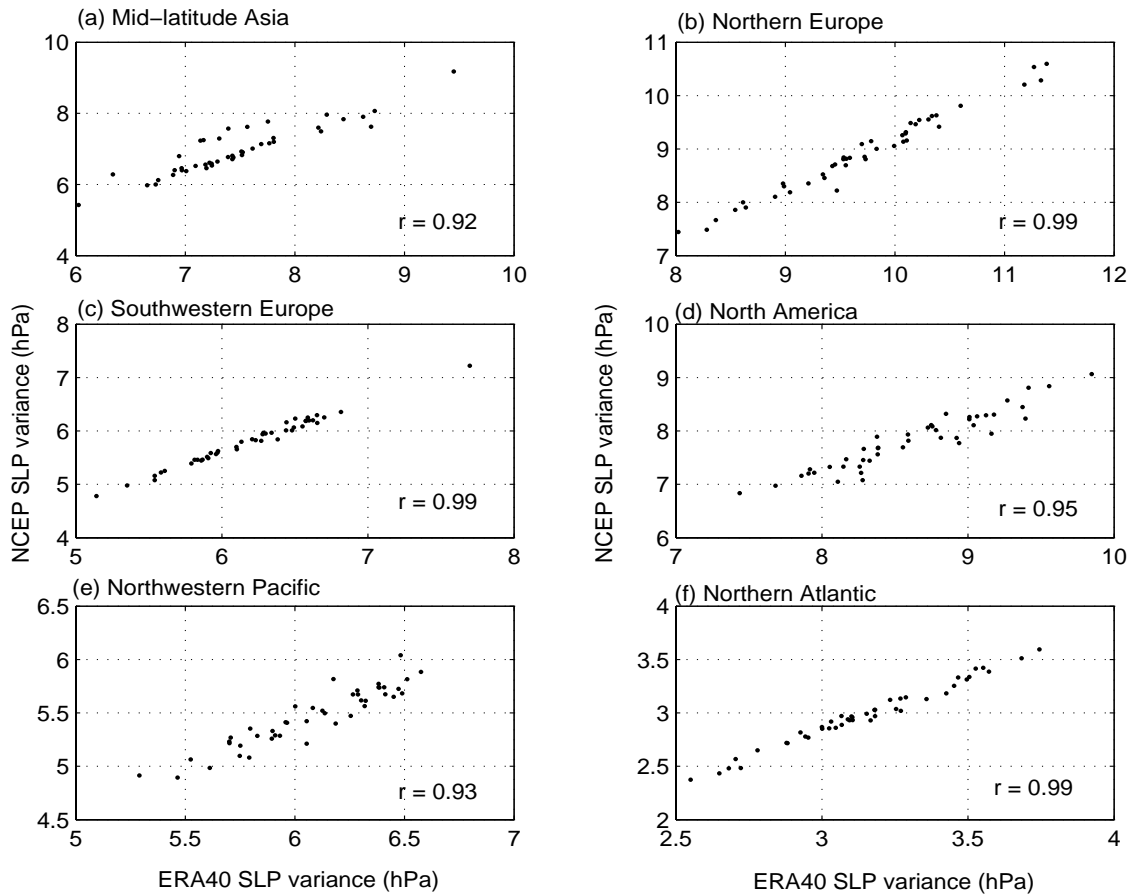 (a) Mid−latitude Asia
10
8
6
4
6 7 8 9 10
r = 0.92
(b) Northern Europe
11
10
9
8
7
8 9 10 11 12
r = 0.99
(c) Southwestern Europe
8
7
6
5
4
5 6 7 8
r = 0.99
NCEP SLP variance (hPa)
(d) North America
10
9
8
7
6
7 8 9 10
r = 0.95
NCEP SLP variance (hPa)
(e) Northwestern Pacific
6.5
6
5.5
5
4.5
5 5.5 6 6.5 7
r = 0.93
ERA40 SLP variance (hPa)
(f) Northern Atlantic
4
3.5
3
2.5
2
2.5 3 3.5 4
r = 0.99
ERA40 SLP variance (hPa)